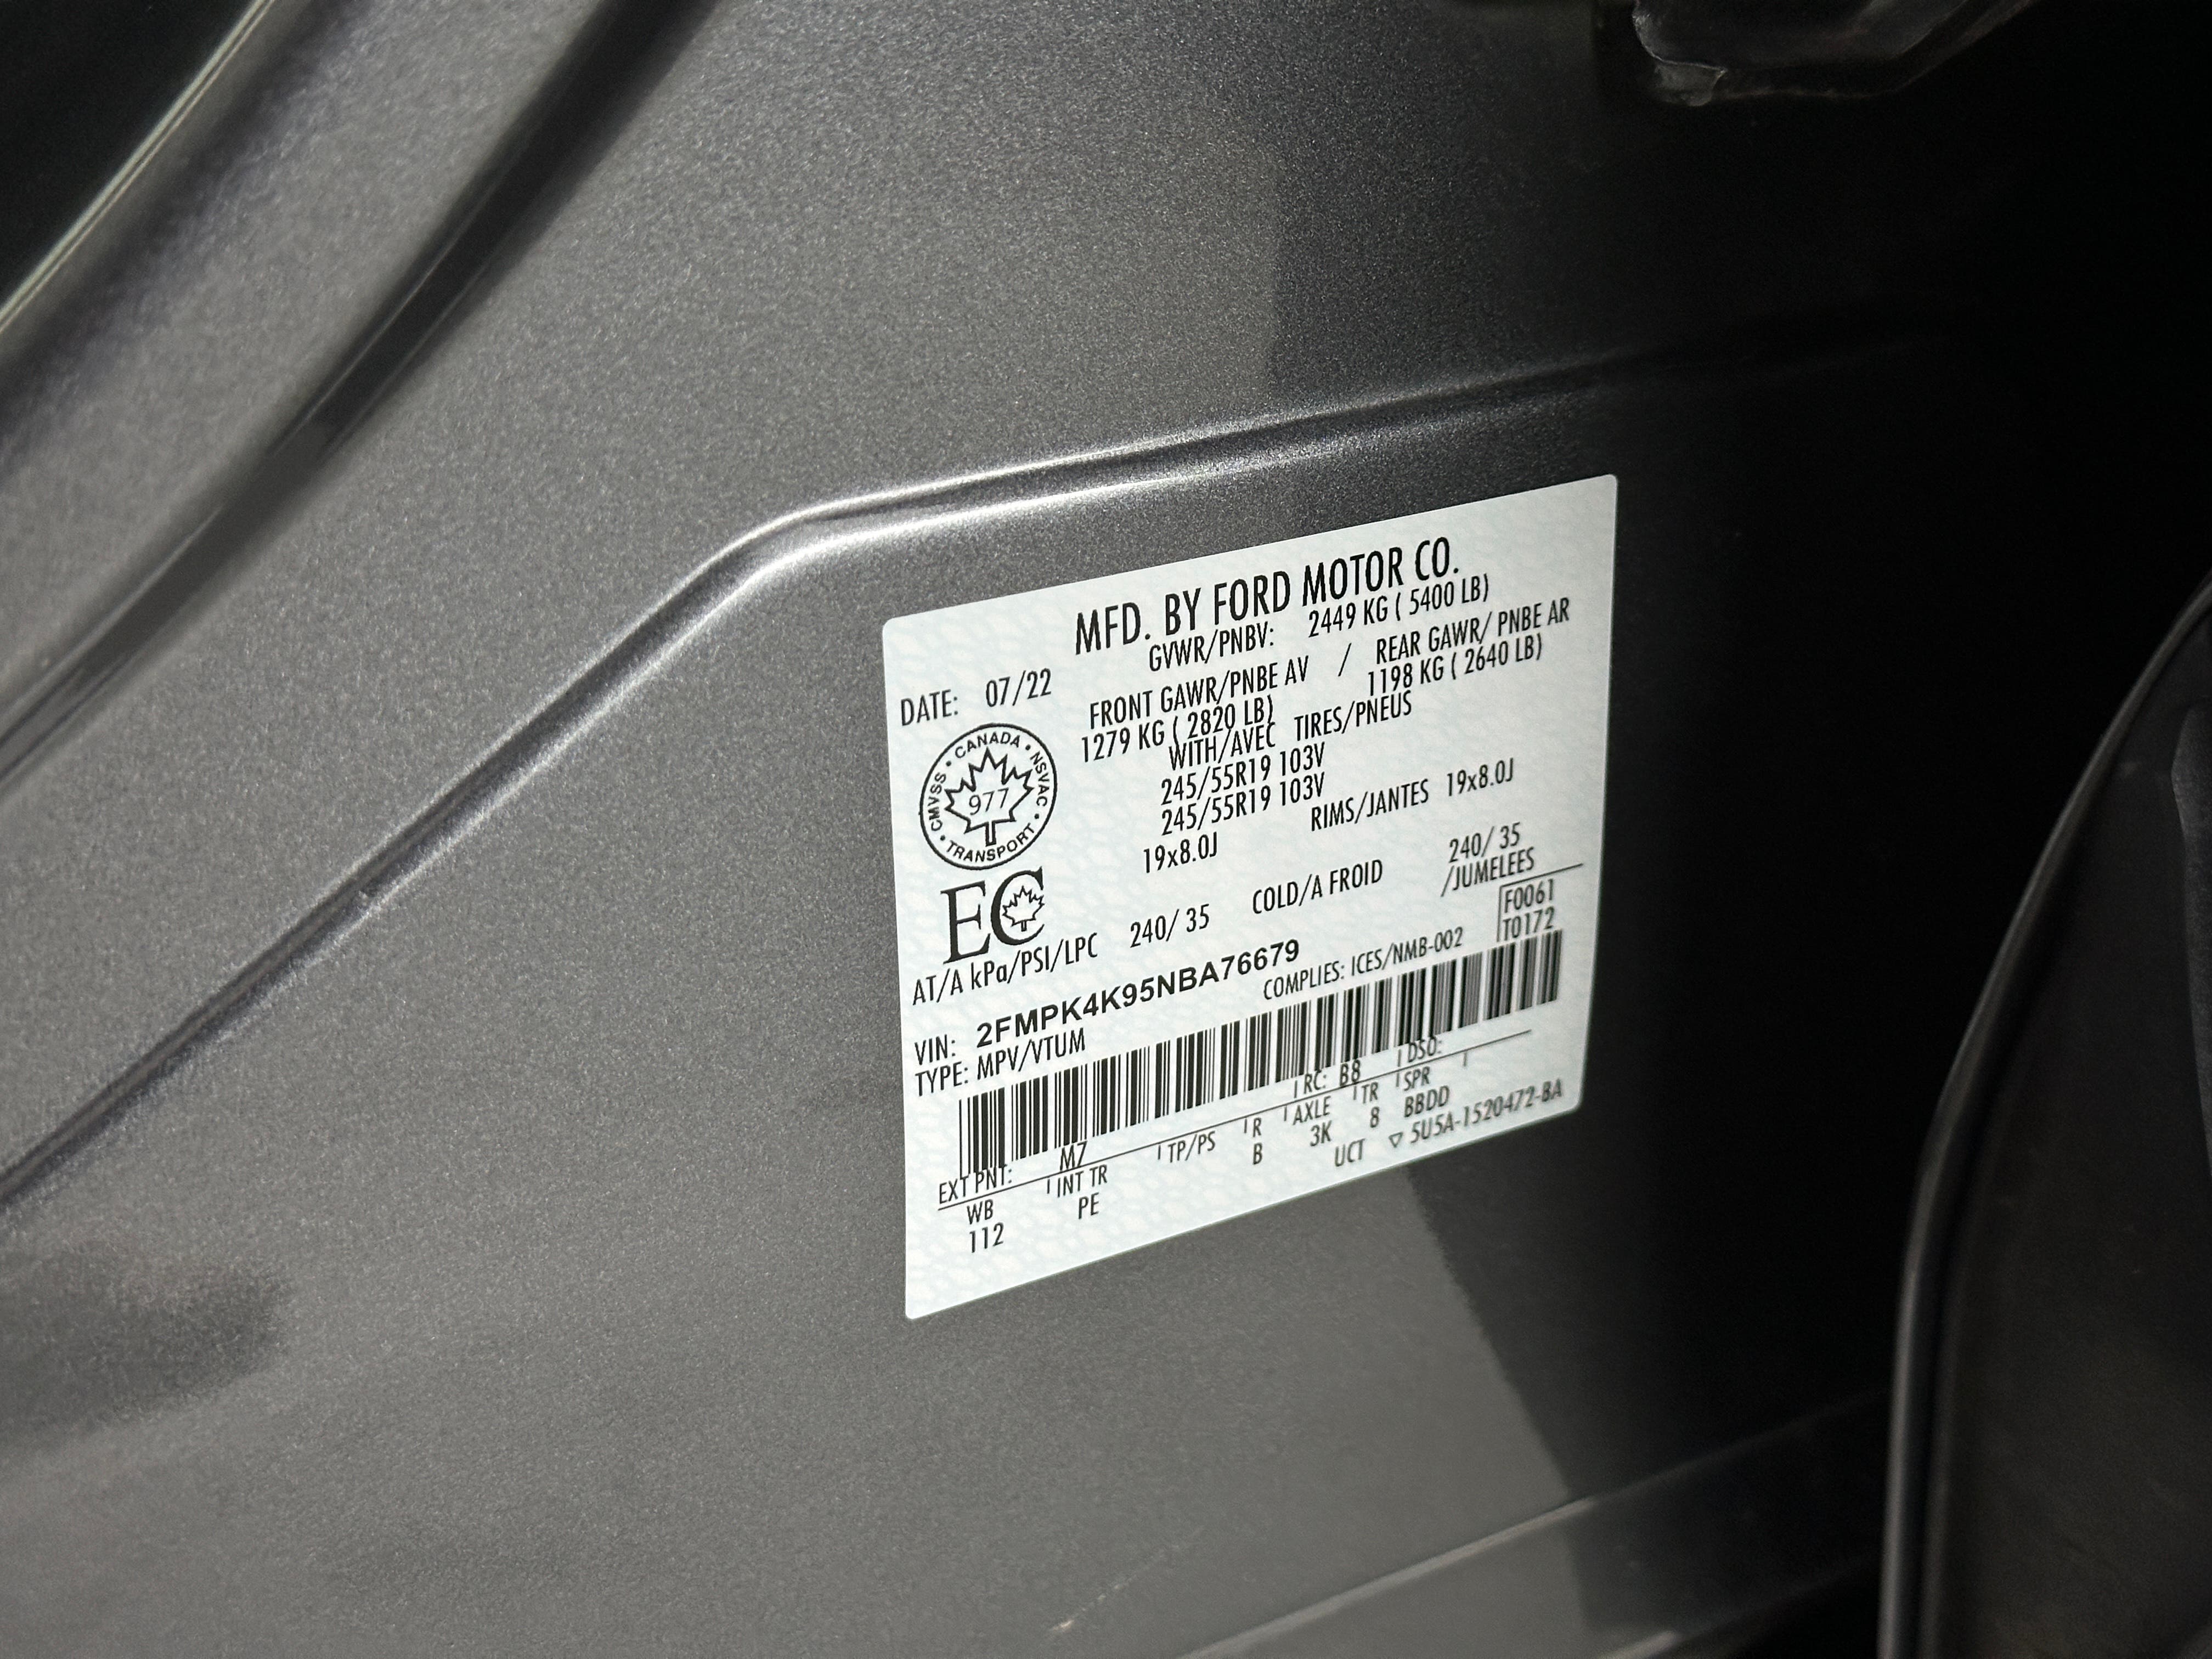 MFD. BY FORD MOTOR CO.
DATE: 07/22
GVWR/PNBV: 2449 KG ( 5400 LB)
FRONT GAWR/PNBE AV / REAR GAWR/ PNBE AR
1279 KG ( 2820 LB) 1198 KG ( 2640 LB)
WITH/AVEC TIRES/PNEUS
245/55R19 103V
245/55R19 103V
19x8.0J RIMS/JANTES 19x8.0J
CMVSS • CANADA • NSVAC • TRANSPORT •
977
EC
AT/A kPa/PSI/LPC 240/ 35 COLD/A FROID 240/ 35
/JUMELEES
VIN: 2FMPK4K95NBA76679
F0061
T0172
TYPE: MPV/VTUM COMPLIES: ICES/NMB-002
EXT PNT: M7 RC: B8 DSO:
WB INT TR TP/PS R AXLE TR SPR
112 PE B 3K 8 BBDD
UCT ▽ 5U5A-1520472-BA